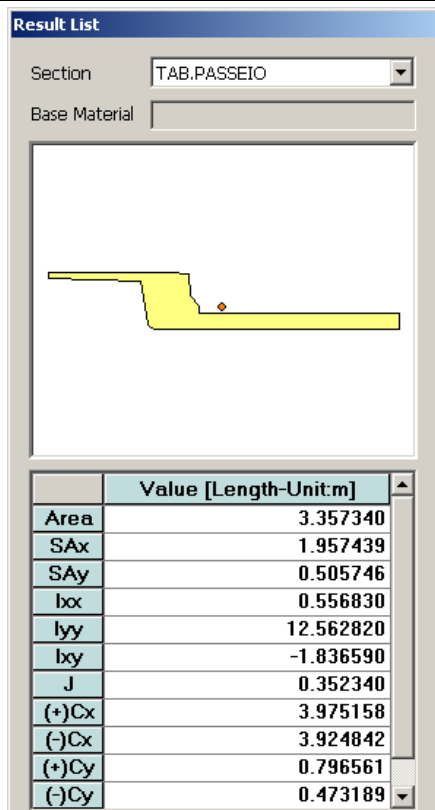 Result List
Section TAB.PASSEIO
Base Material
Value [Length-Unit:m]
Area 3.357340
SAx 1.957439
SAy 0.505746
Ixx 0.556830
Iyy 12.562820
Ixy -1.836590
J 0.352340
(+)Cx 3.975158
(-)Cx 3.924842
(+)Cy 0.796561
(-)Cy 0.473189